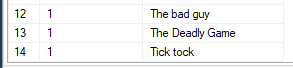 12 1 The bad guy
13 1 The Deadly Game
14 1 Tick tock